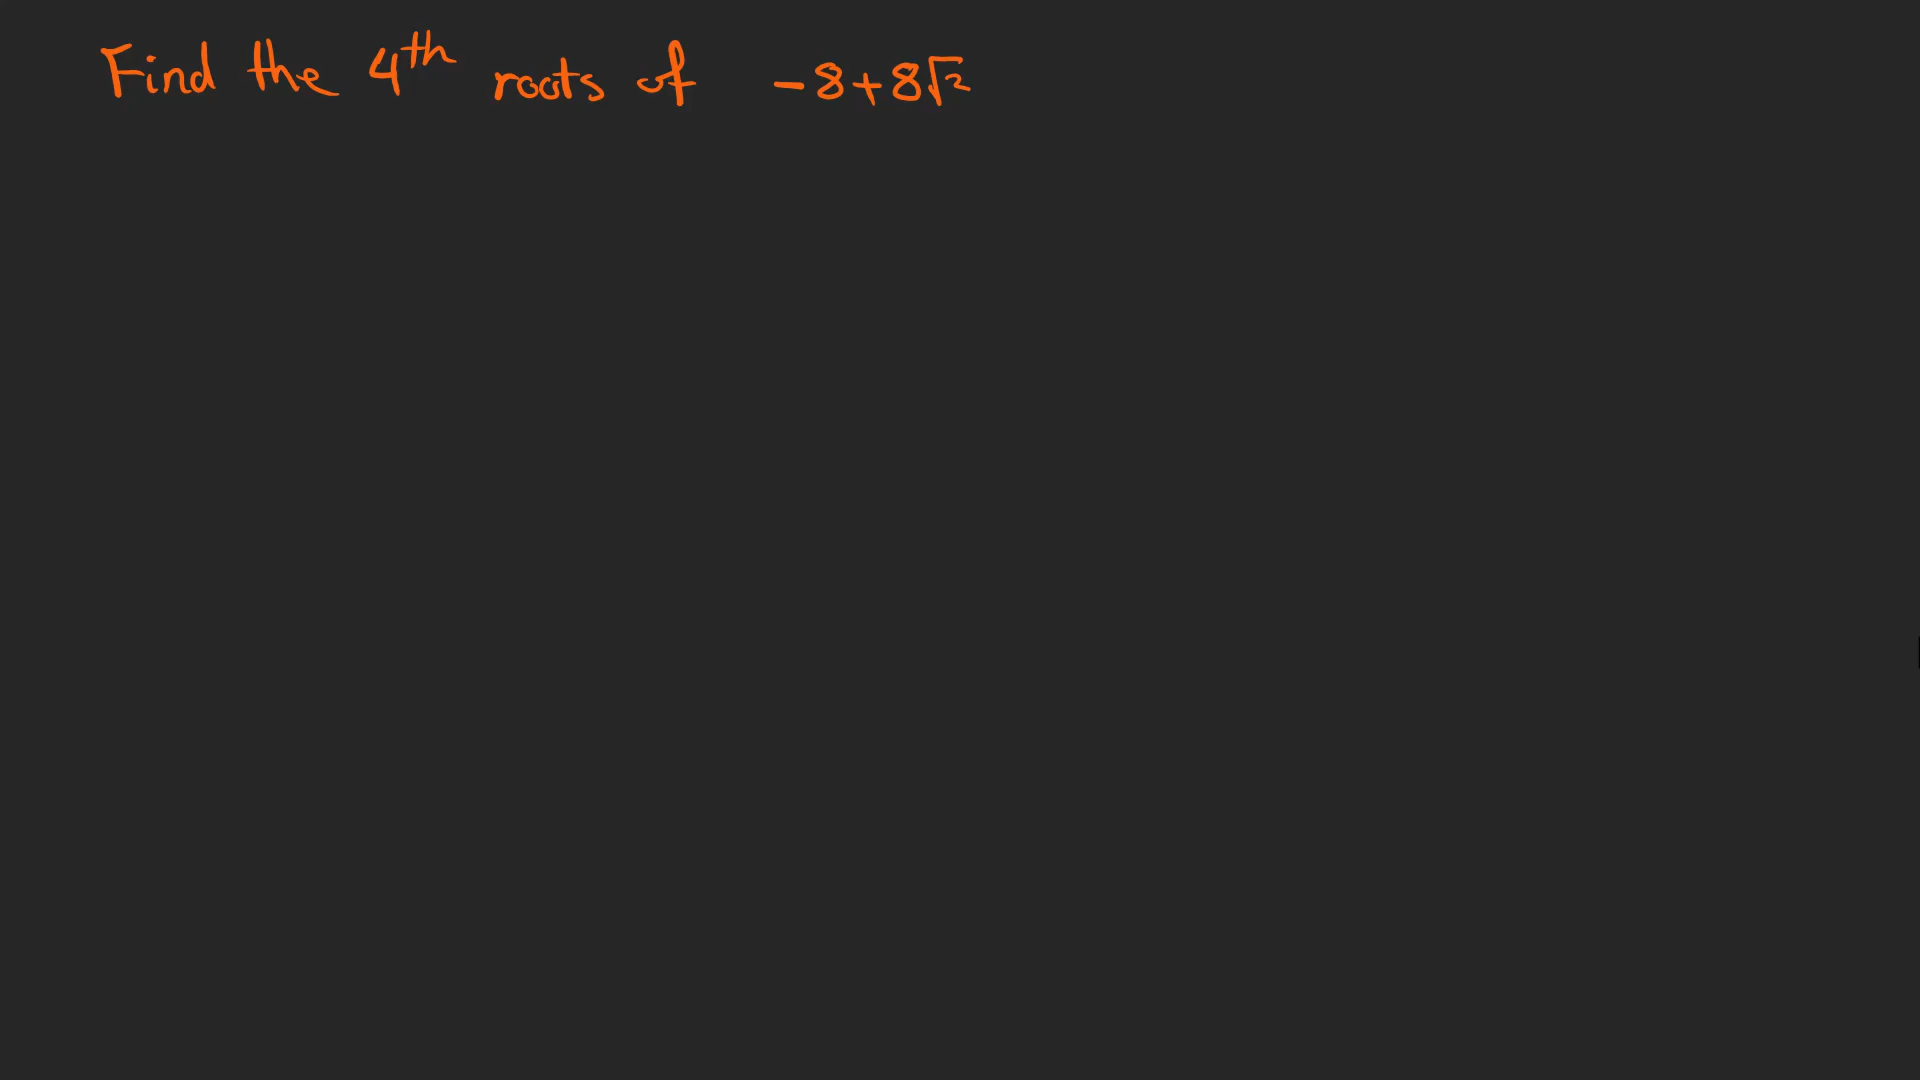 Find the 4th roots of -8+8√2